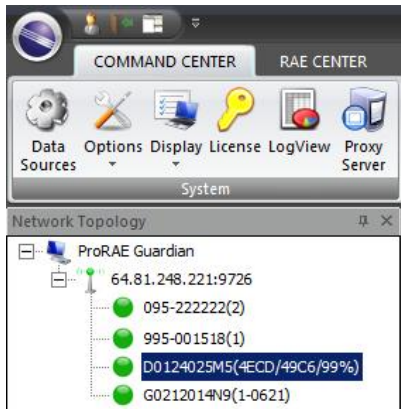 COMMAND CENTER RAE CENTER
Data Sources Options Display License LogView Proxy Server
System
Network Topology
ProRAE Guardian
64.81.248.221:9726
095-222222(2)
995-001518(1)
D0124025M5(4ECD/49C6/99%)
G0212014N9(1-0621)